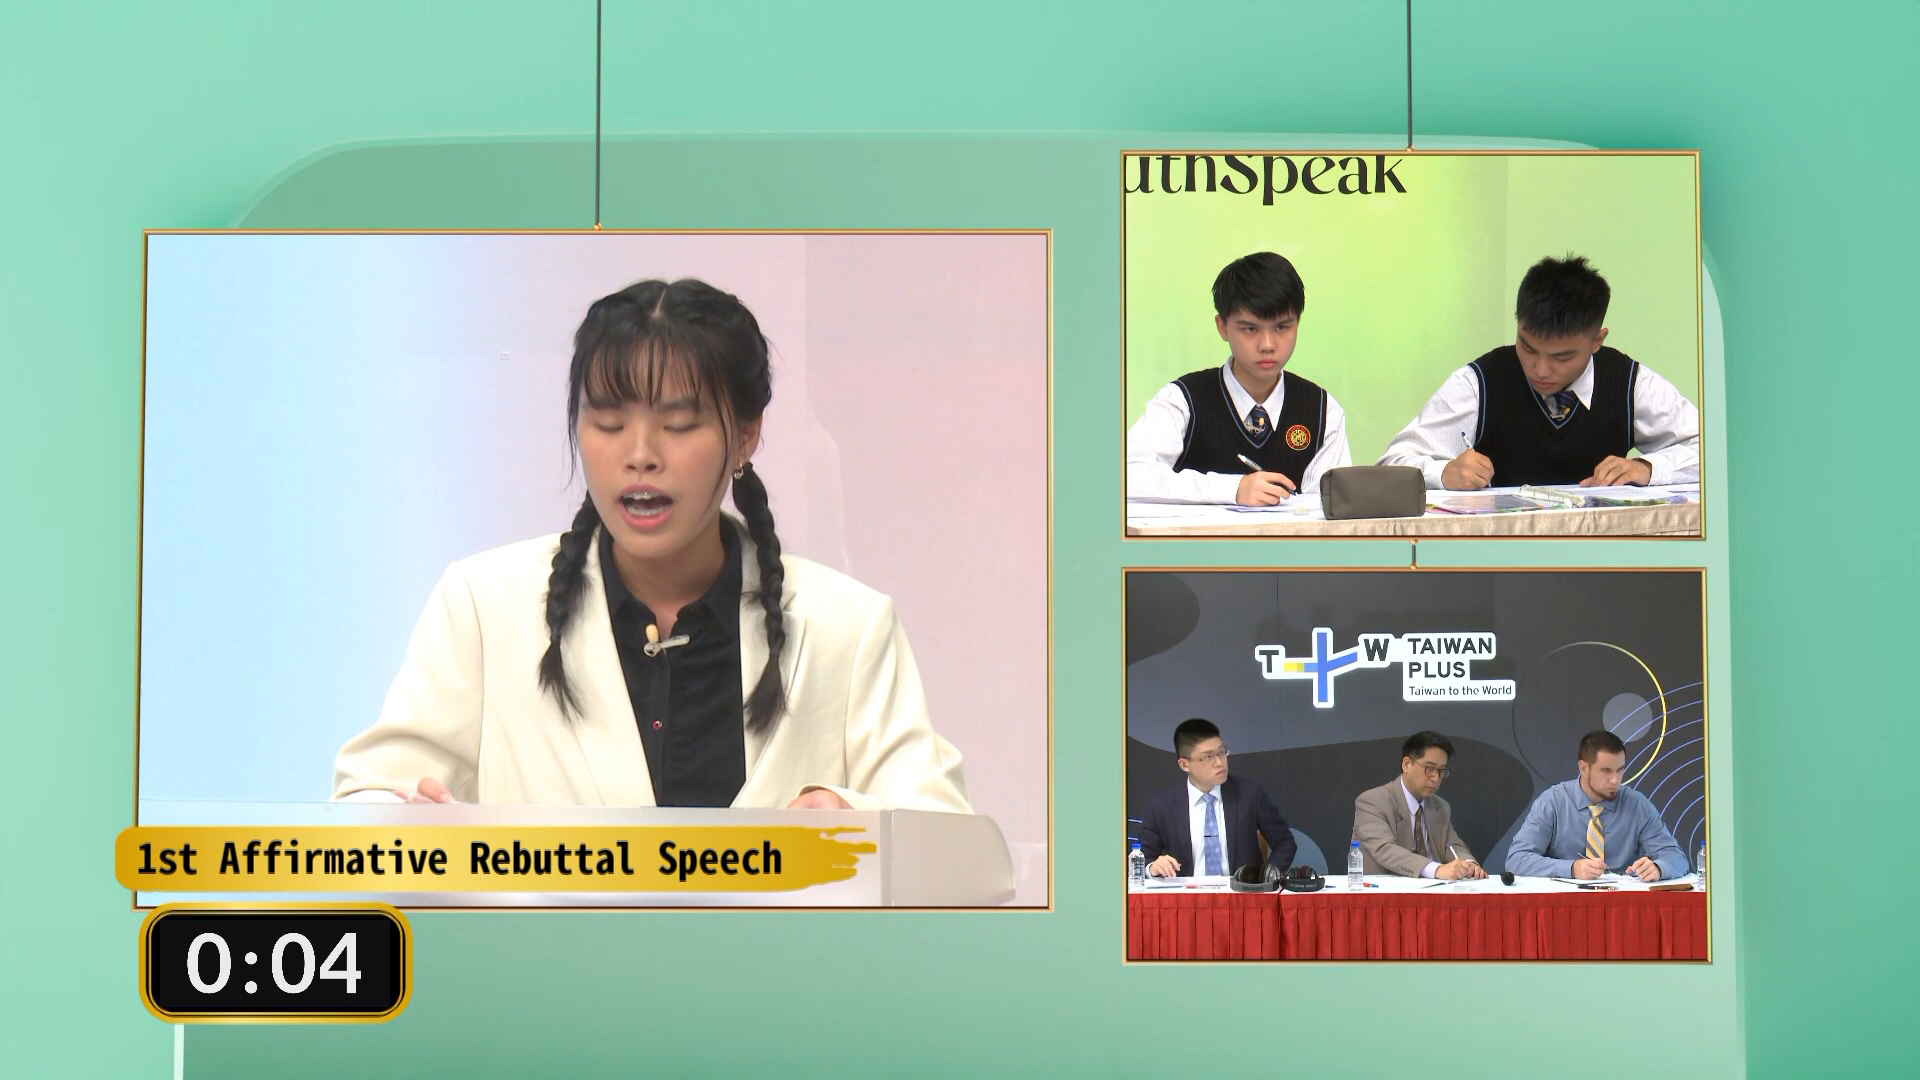 uthSpeak
T W TAIWAN
PLUS
Taiwan to the World
1st Affirmative Rebuttal Speech
0:04